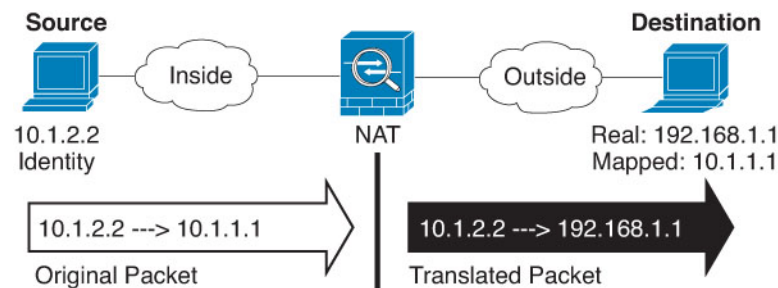 Source
Destination
Inside
Outside
10.1.2.2
Identity
NAT
Real: 192.168.1.1
Mapped: 10.1.1.1
10.1.2.2 ---> 10.1.1.1
10.1.2.2 ---> 192.168.1.1
Original Packet
Translated Packet